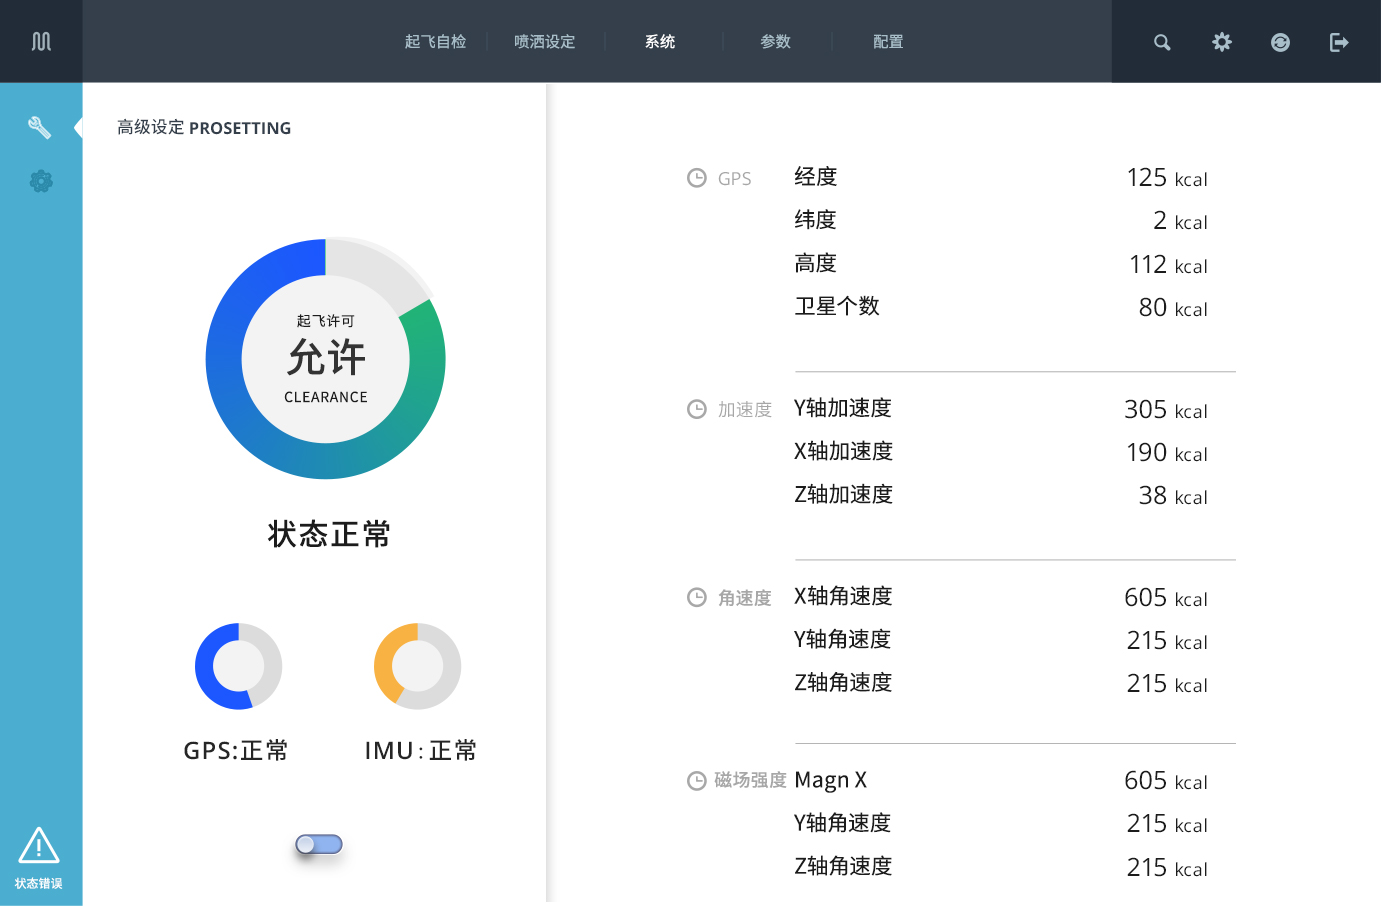 起飞自检 喷洒设定 系统 参数 配置
高级设定 PROSETTING
起飞许可
允许
CLEARANCE
状态正常
GPS:正常 IMU:正常
状态错误
GPS 经度 125 kcal
纬度 2 kcal
高度 112 kcal
卫星个数 80 kcal
加速度 Y轴加速度 305 kcal
X轴加速度 190 kcal
Z轴加速度 38 kcal
角速度 X轴角速度 605 kcal
Y轴角速度 215 kcal
Z轴角速度 215 kcal
磁场强度 Magn X 605 kcal
Y轴角速度 215 kcal
Z轴角速度 215 kcal